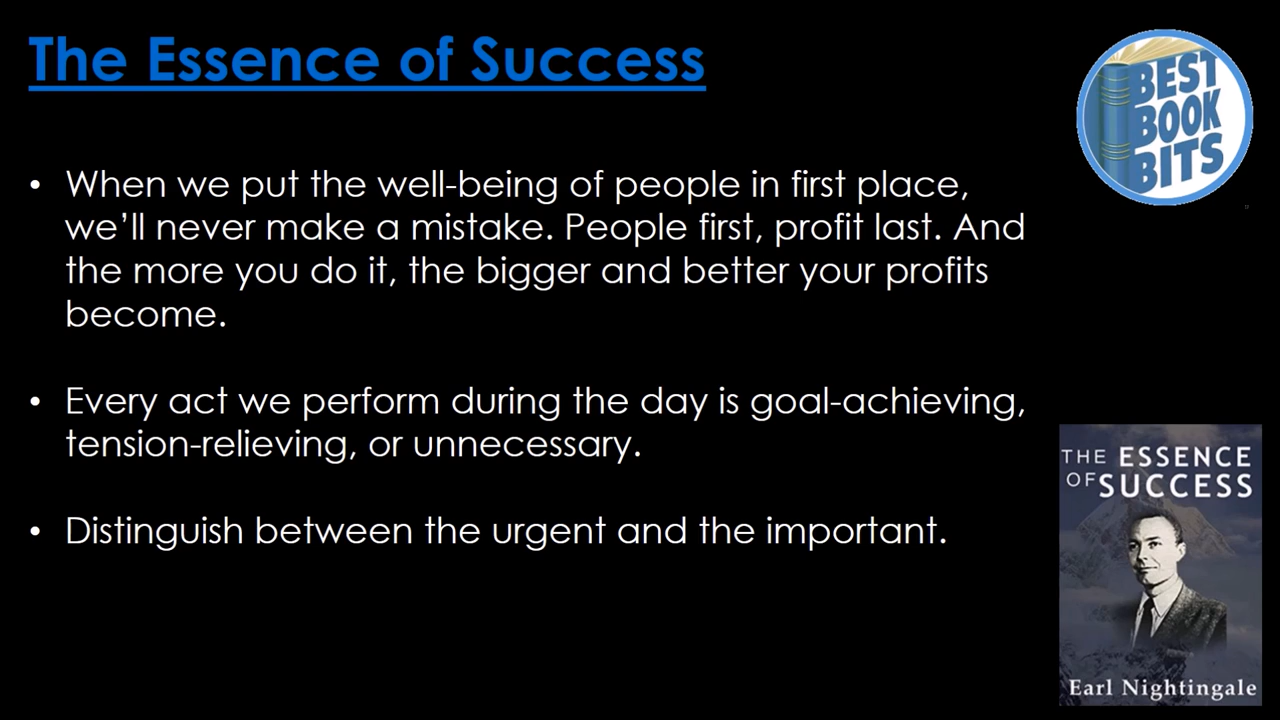 The Essence of Success
BEST
BOOK
BITS
• When we put the well-being of people in first place,
we’ll never make a mistake. People first, profit last. And
the more you do it, the bigger and better your profits
become.
• Every act we perform during the day is goal-achieving,
tension-relieving, or unnecessary.
• Distinguish between the urgent and the important.
THE ESSENCE
OF SUCCESS
Earl Nightingale